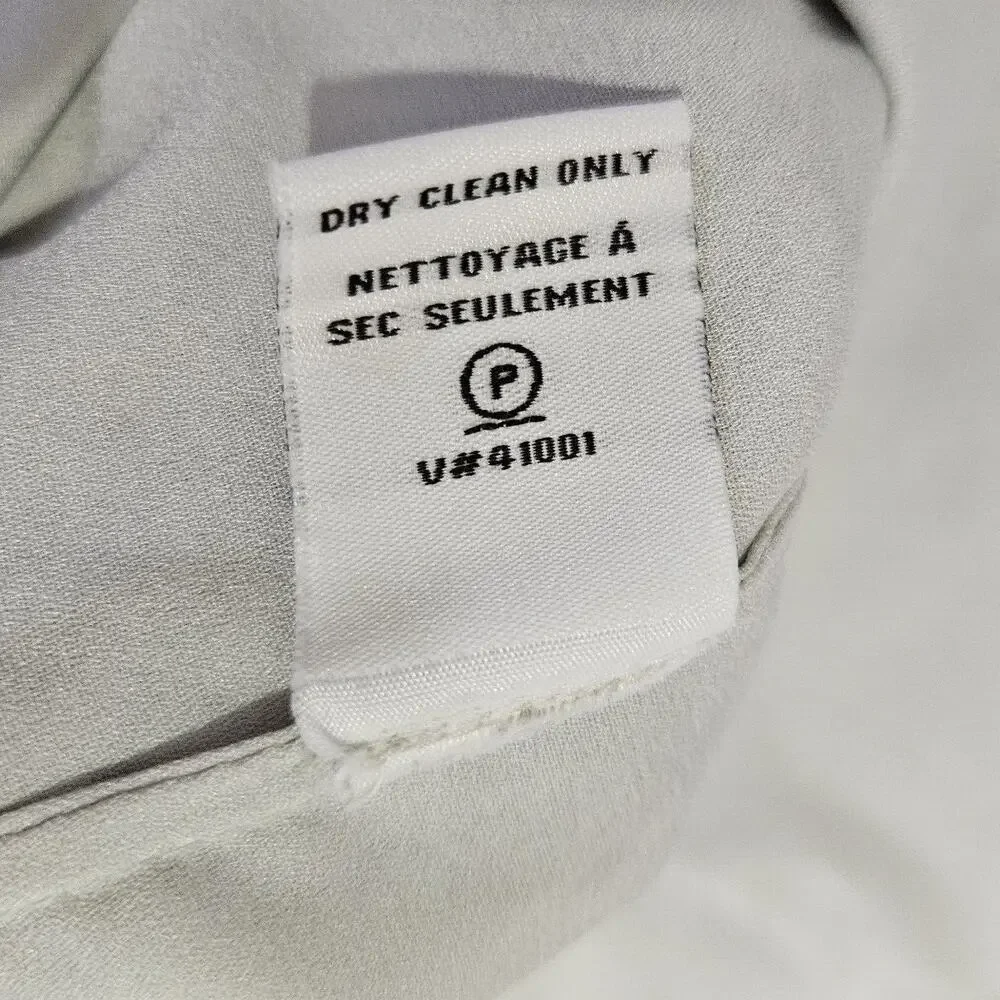 DRY CLEAN ONLY
NETTOYAGE Á
SEC SEULEMENT
P
V#41001